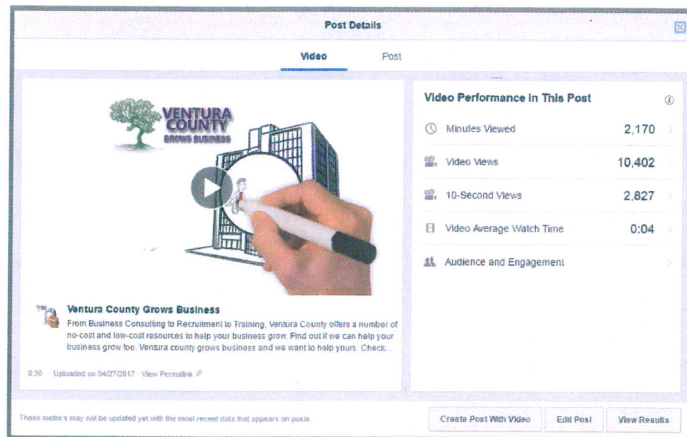 Post Details
Video Post
VENTURA
COUNTY
GROWS BUSINESS
Ventura County Grows Business
From Business Consulting to Recruitment to Training, Ventura County offers a number of
no-cost and low-cost resources to help your business grow. Find out if we can help your
business grow too. Ventura county grows business and we want to help yours. Check...
0:30 Uploaded on 04/27/2017 View Permalink
Video Performance in This Post
Minutes Viewed 2,170
Video Views 10,402
10-Second Views 2,827
Video Average Watch Time 0:04
Audience and Engagement
These metrics may not be updated yet with the most recent data that appears on posts.
Create Post With Video Edit Post View Results